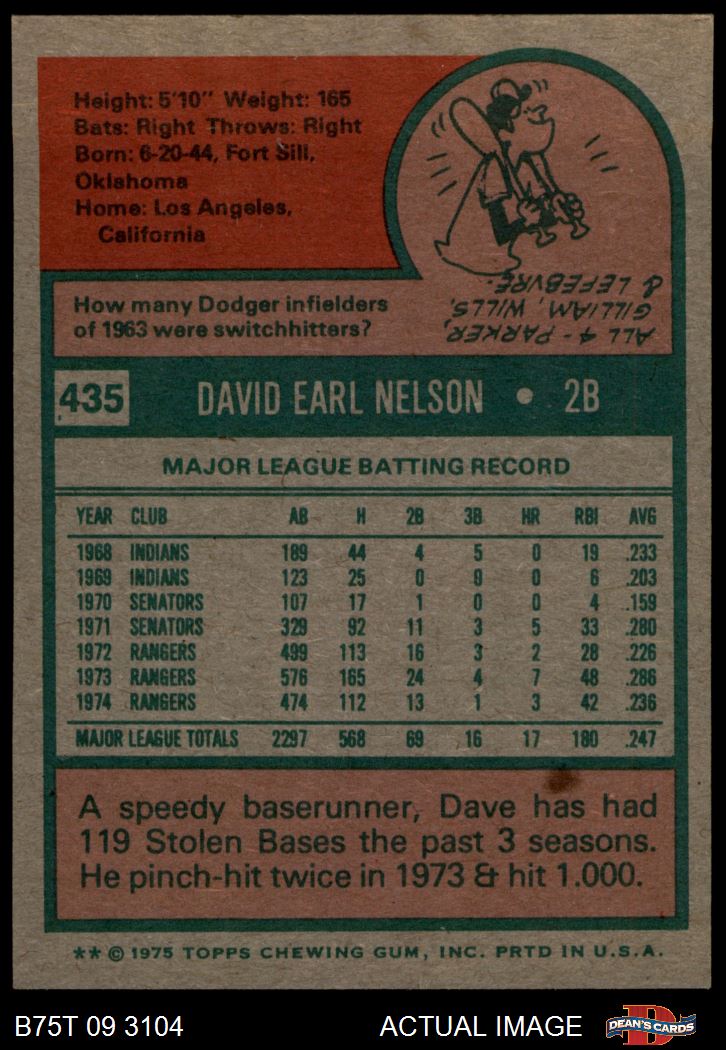 Height: 5'10" Weight: 165
Bats: Right Throws: Right
Born: 6-20-44, Fort Sill,
Oklahoma
Home: Los Angeles,
California
How many Dodger infielders
of 1963 were switchhitters?
ALL 4 - PARKER,
GILLIAM, WILLS,
& LEFEBVRE.
435 DAVID EARL NELSON • 2B
MAJOR LEAGUE BATTING RECORD
YEAR CLUB AB H 2B 3B HR RBI AVG
1968 INDIANS 189 44 4 5 0 19 .233
1969 INDIANS 123 25 0 0 0 6 .203
1970 SENATORS 107 17 1 0 0 4 .159
1971 SENATORS 329 92 11 3 5 33 .280
1972 RANGERS 499 113 16 3 2 28 .226
1973 RANGERS 576 165 24 4 7 48 .286
1974 RANGERS 474 112 13 1 3 42 .236
MAJOR LEAGUE TOTALS 2297 568 69 16 17 180 .247
A speedy baserunner, Dave has had
119 Stolen Bases the past 3 seasons.
He pinch-hit twice in 1973 & hit 1.000.
** © 1975 TOPPS CHEWING GUM, INC. PRTD IN U.S.A.
B75T 09 3104 ACTUAL IMAGE DEAN'S CARDS